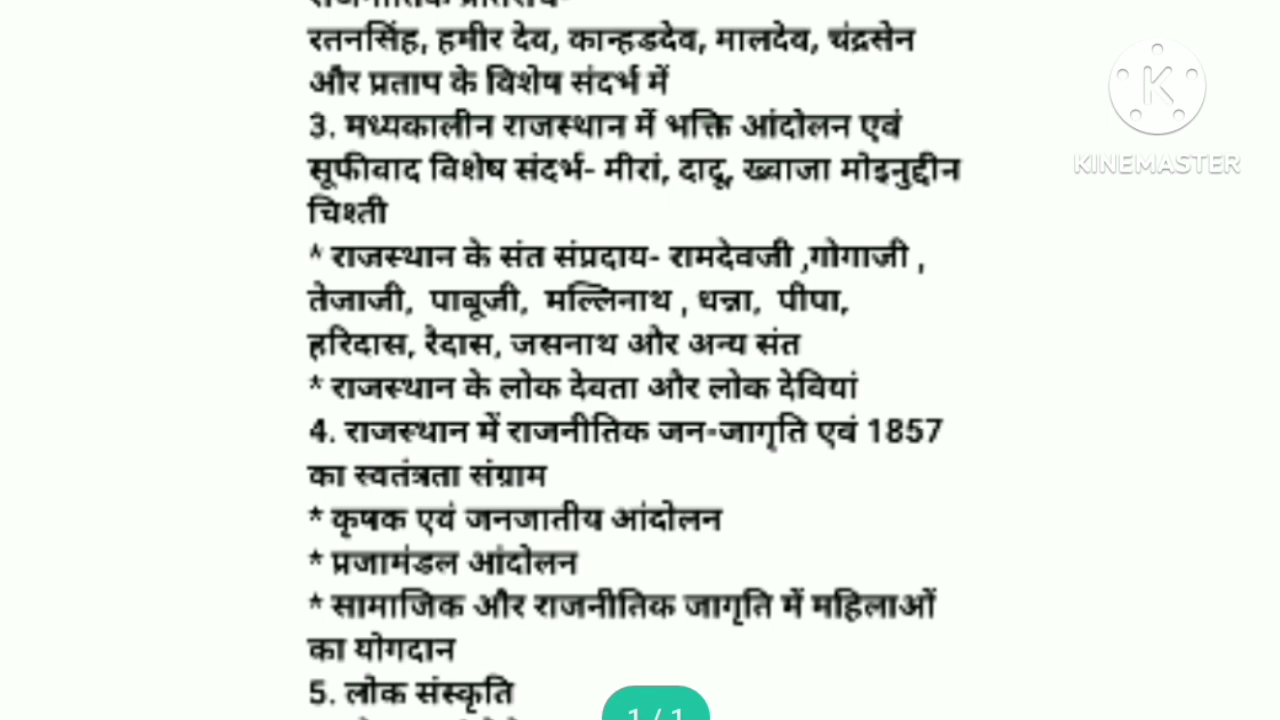 रतनसिंह, हमीर देव, कान्हडदेव, मालदेव, चंद्रसेन
और प्रताप के विशेष संदर्भ में
3. मध्यकालीन राजस्थान में भक्ति आंदोलन एवं
सूफीवाद विशेष संदर्भ- मीरां, दादू, ख्वाजा मोइनुद्दीन
चिश्ती
* राजस्थान के संत संप्रदाय- रामदेवजी ,गोगाजी ,
तेजाजी, पाबूजी, मल्लिनाथ , धन्ना, पीपा,
हरिदास, रैदास, जसनाथ और अन्य संत
* राजस्थान के लोक देवता और लोक देवियां
4. राजस्थान में राजनीतिक जन-जागृति एवं 1857
का स्वतंत्रता संग्राम
* कृषक एवं जनजातीय आंदोलन
* प्रजामंडल आंदोलन
* सामाजिक और राजनीतिक जागृति में महिलाओं
का योगदान
5. लोक संस्कृति
1 / 1
K
KINEMASTER